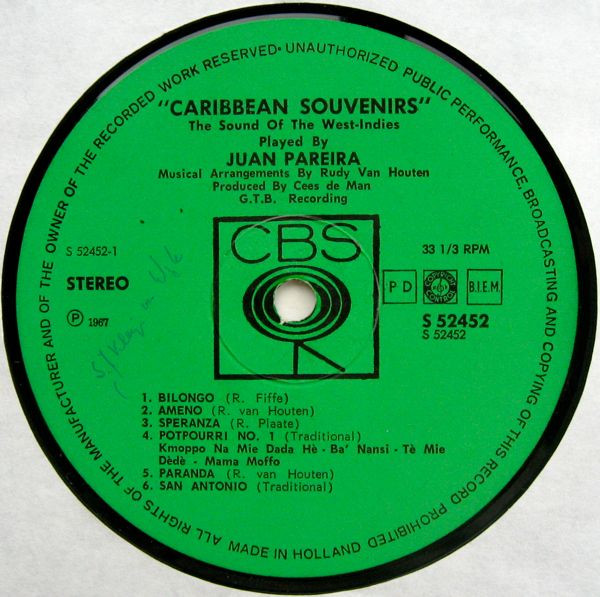 ALL RIGHTS OF THE MANUFACTURER AND OF THE OWNER OF THE RECORDED WORK RESERVED · UNAUTHORIZED PUBLIC PERFORMANCE, BROADCASTING AND COPYING OF THIS RECORD PROHIBITED
MADE IN HOLLAND
"CARIBBEAN SOUVENIRS"
The Sound Of The West-Indies
Played By
JUAN PAREIRA
Musical Arrangements By Rudy Van Houten
Produced By Cees de Man
G.T.B. Recording
CBS
S 52452-1
33 1/3 RPM
STEREO
P D
COPYRIGHT CONTROL
B.I.E.M.
℗ 1967
S 52452
S 52452
1. BILONGO (R. Fiffe)
2. AMENO (R. van Houten)
3. SPERANZA (R. Plaate)
4. POTPOURRI NO. 1 (Traditional)
Kmoppo Na Mie Dada Hè - Ba' Nansi - Tè Mie
Dèdè - Mama Moffo
5. PARANDA (R. van Houten)
6. SAN ANTONIO (Traditional)